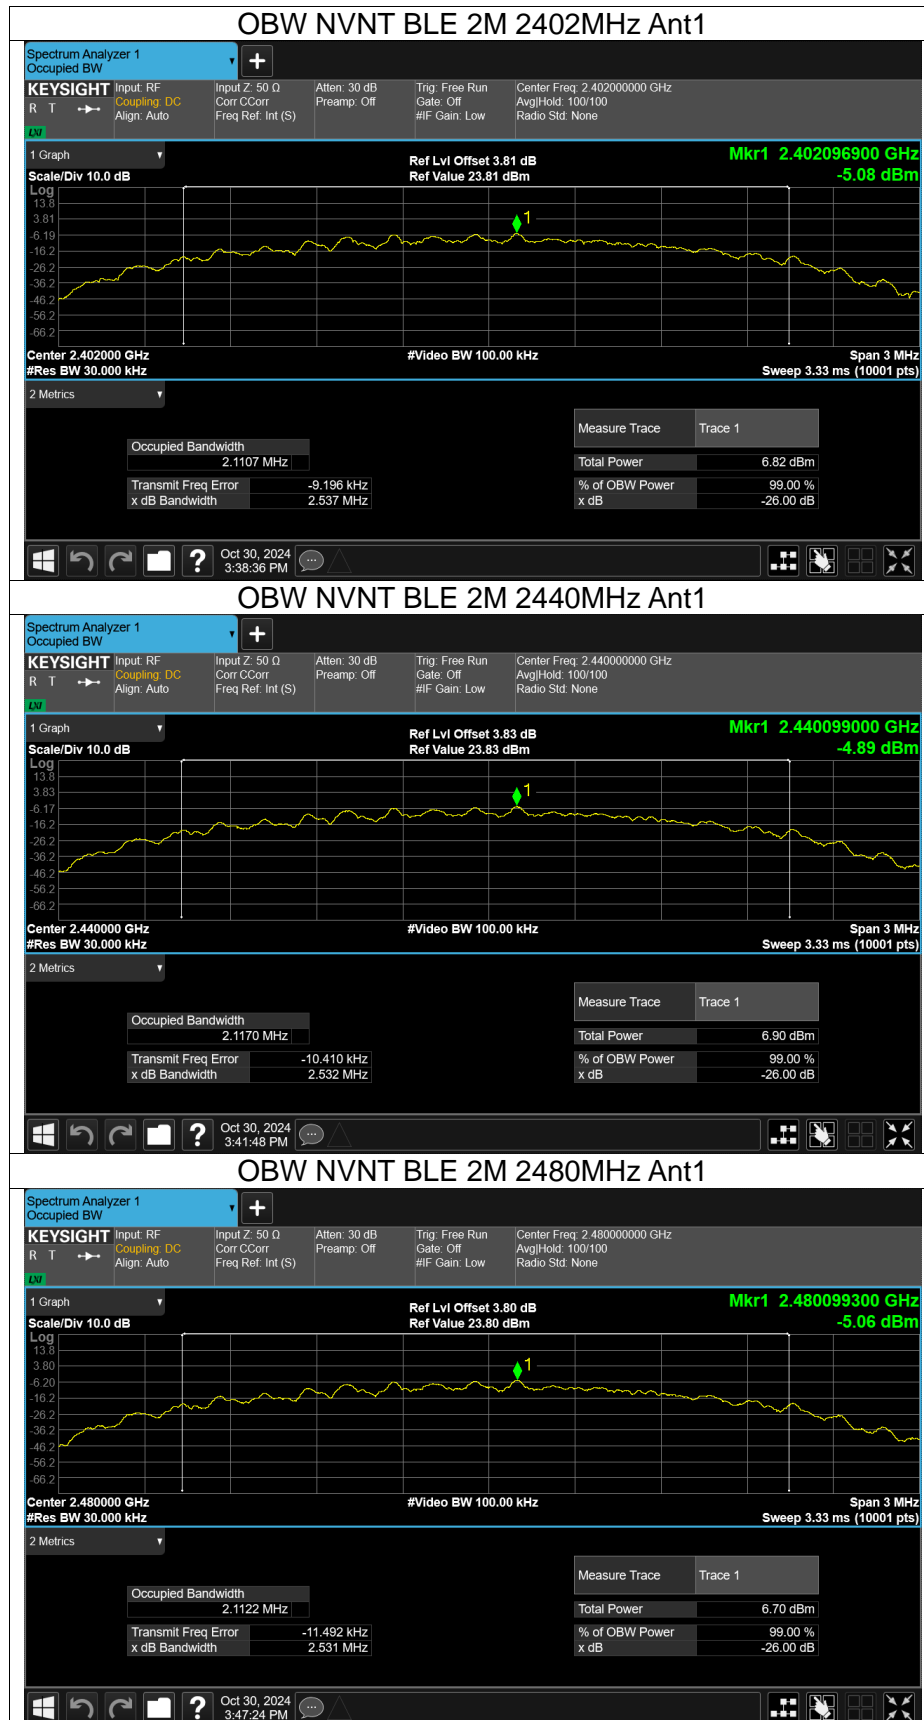 OBW NVNT BLE 2M 2402MHz Ant1
Spectrum Analyzer 1
Occupied BW
+
KEYSIGHT
R T
LXI
Input: RF
Coupling: DC
Align: Auto
Input Z: 50 Ω
Corr CCorr
Freq Ref: Int (S)
Atten: 30 dB
Preamp: Off
Trig: Free Run
Gate: Off
#IF Gain: Low
Center Freq: 2.402000000 GHz
Avg|Hold: 100/100
Radio Std: None
1 Graph
Scale/Div 10.0 dB
Ref Lvl Offset 3.81 dB
Ref Value 23.81 dBm
Mkr1 2.402096900 GHz
-5.08 dBm
Log
13.8
3.81
-6.19
-16.2
-26.2
-36.2
-46.2
-56.2
-66.2
1
Center 2.402000 GHz
#Res BW 30.000 kHz
#Video BW 100.00 kHz
Span 3 MHz
Sweep 3.33 ms (10001 pts)
2 Metrics
Measure Trace Trace 1
Occupied Bandwidth
2.1107 MHz
Total Power 6.82 dBm
Transmit Freq Error -9.196 kHz
% of OBW Power 99.00 %
x dB Bandwidth 2.537 MHz
x dB -26.00 dB
?
Oct 30, 2024
3:38:36 PM
OBW NVNT BLE 2M 2440MHz Ant1
Spectrum Analyzer 1
Occupied BW
+
KEYSIGHT
R T
LXI
Input: RF
Coupling: DC
Align: Auto
Input Z: 50 Ω
Corr CCorr
Freq Ref: Int (S)
Atten: 30 dB
Preamp: Off
Trig: Free Run
Gate: Off
#IF Gain: Low
Center Freq: 2.440000000 GHz
Avg|Hold: 100/100
Radio Std: None
1 Graph
Scale/Div 10.0 dB
Ref Lvl Offset 3.83 dB
Ref Value 23.83 dBm
Mkr1 2.440099000 GHz
-4.89 dBm
Log
13.8
3.83
-6.17
-16.2
-26.2
-36.2
-46.2
-56.2
-66.2
1
Center 2.440000 GHz
#Res BW 30.000 kHz
#Video BW 100.00 kHz
Span 3 MHz
Sweep 3.33 ms (10001 pts)
2 Metrics
Measure Trace Trace 1
Occupied Bandwidth
2.1170 MHz
Total Power 6.90 dBm
Transmit Freq Error -10.410 kHz
% of OBW Power 99.00 %
x dB Bandwidth 2.532 MHz
x dB -26.00 dB
?
Oct 30, 2024
3:41:48 PM
OBW NVNT BLE 2M 2480MHz Ant1
Spectrum Analyzer 1
Occupied BW
+
KEYSIGHT
R T
LXI
Input: RF
Coupling: DC
Align: Auto
Input Z: 50 Ω
Corr CCorr
Freq Ref: Int (S)
Atten: 30 dB
Preamp: Off
Trig: Free Run
Gate: Off
#IF Gain: Low
Center Freq: 2.480000000 GHz
Avg|Hold: 100/100
Radio Std: None
1 Graph
Scale/Div 10.0 dB
Ref Lvl Offset 3.80 dB
Ref Value 23.80 dBm
Mkr1 2.480099300 GHz
-5.06 dBm
Log
13.8
3.80
-6.20
-16.2
-26.2
-36.2
-46.2
-56.2
-66.2
1
Center 2.480000 GHz
#Res BW 30.000 kHz
#Video BW 100.00 kHz
Span 3 MHz
Sweep 3.33 ms (10001 pts)
2 Metrics
Measure Trace Trace 1
Occupied Bandwidth
2.1122 MHz
Total Power 6.70 dBm
Transmit Freq Error -11.492 kHz
% of OBW Power 99.00 %
x dB Bandwidth 2.531 MHz
x dB -26.00 dB
?
Oct 30, 2024
3:47:24 PM